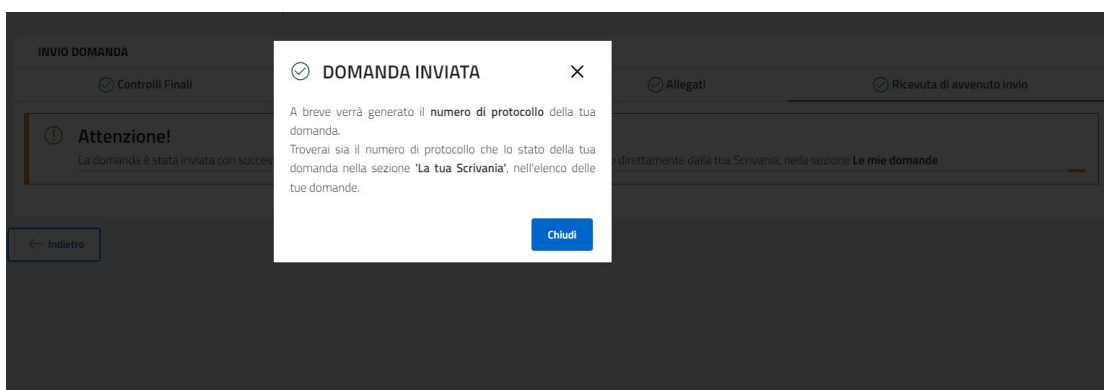 INVIO DOMANDA
Controlli Finali
Allegati
Ricevuta di avvenuto invio
Attenzione!
La domanda è stata inviata con succes
direttamente dalla tua Scrivania, nella sezione Le mie domande
DOMANDA INVIATA
A breve verrà generato il numero di protocollo della tua
domanda.
Troverai sia il numero di protocollo che lo stato della tua
domanda nella sezione 'La tua Scrivania', nell'elenco delle
tue domande.
Chiudi
← Indietro